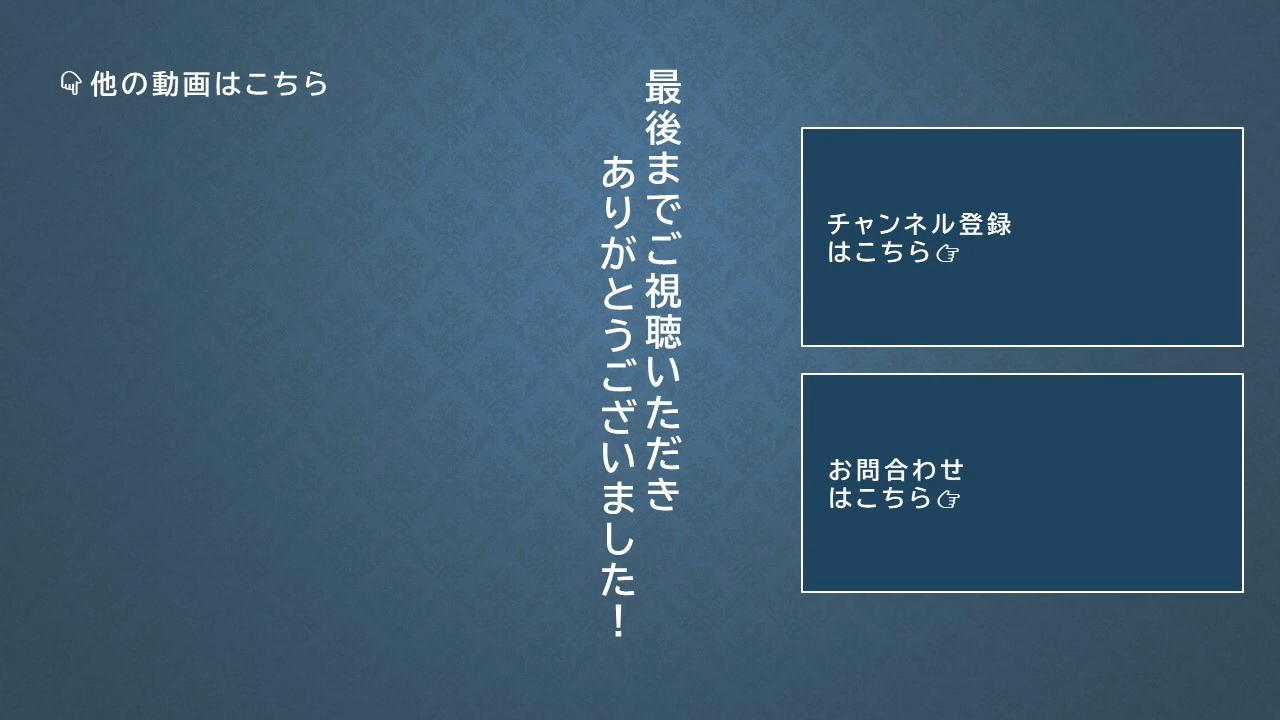 👇他の動画はこちら
最後までご視聴いただき
ありがとうございました!
チャンネル登録
はこちら👉
お問合わせ
はこちら👉